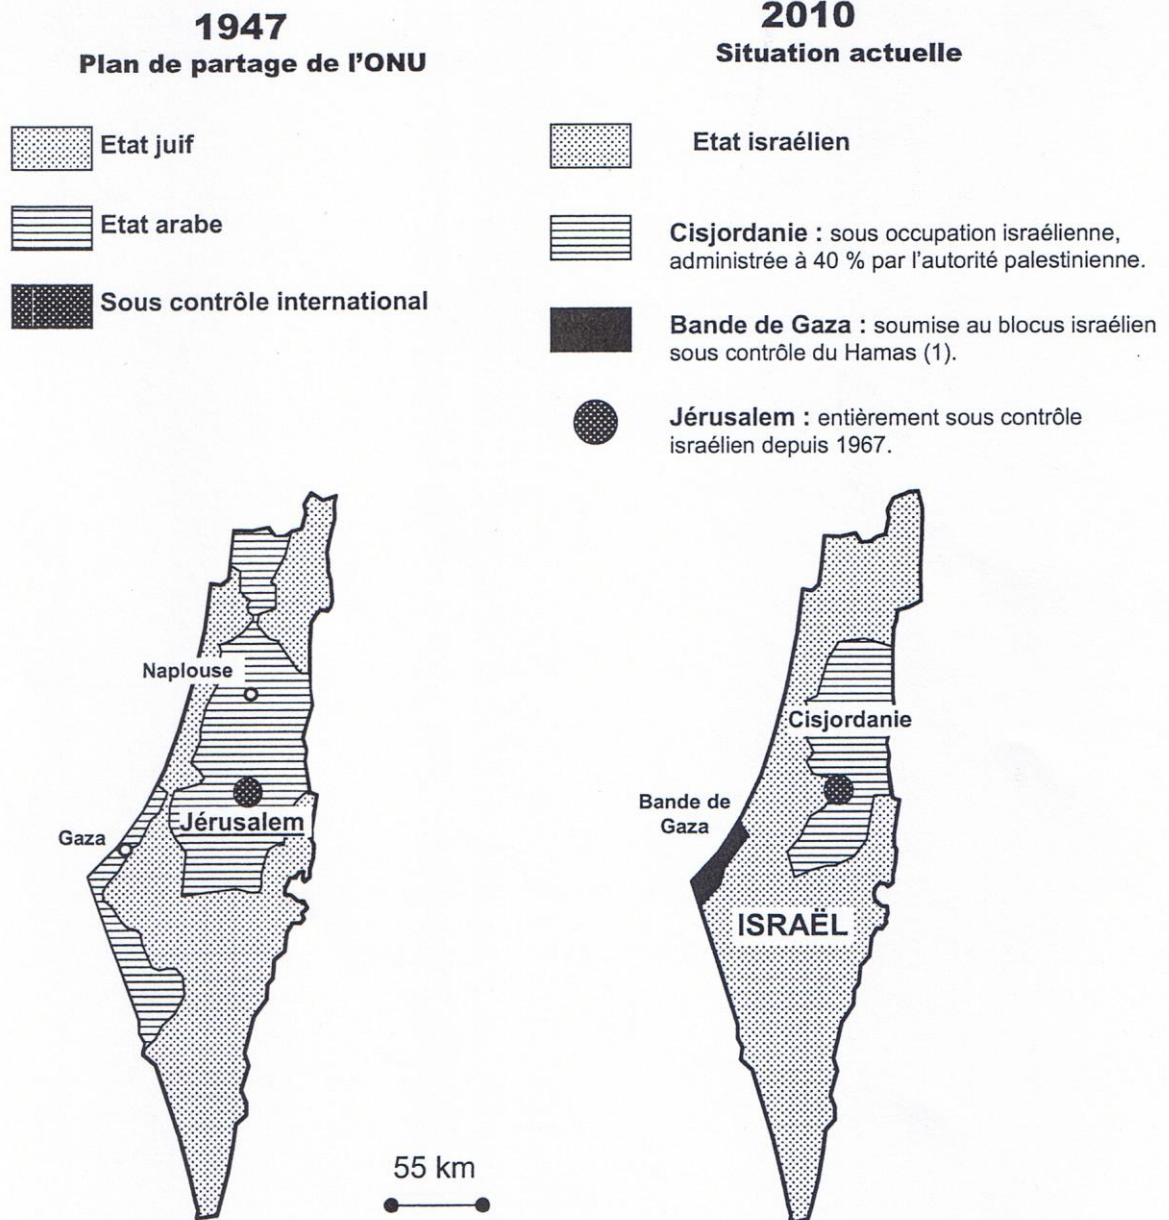 1947
Plan de partage de l'ONU
Etat juif
Etat arabe
Sous contrôle international
2010
Situation actuelle
Etat israélien
Cisjordanie : sous occupation israélienne,
administrée à 40 % par l'autorité palestinienne.
Bande de Gaza : soumise au blocus israélien
sous contrôle du Hamas (1).
Jérusalem : entièrement sous contrôle
israélien depuis 1967.
Naplouse
Jérusalem
Gaza
55 km
Cisjordanie
Bande de
Gaza
ISRAËL